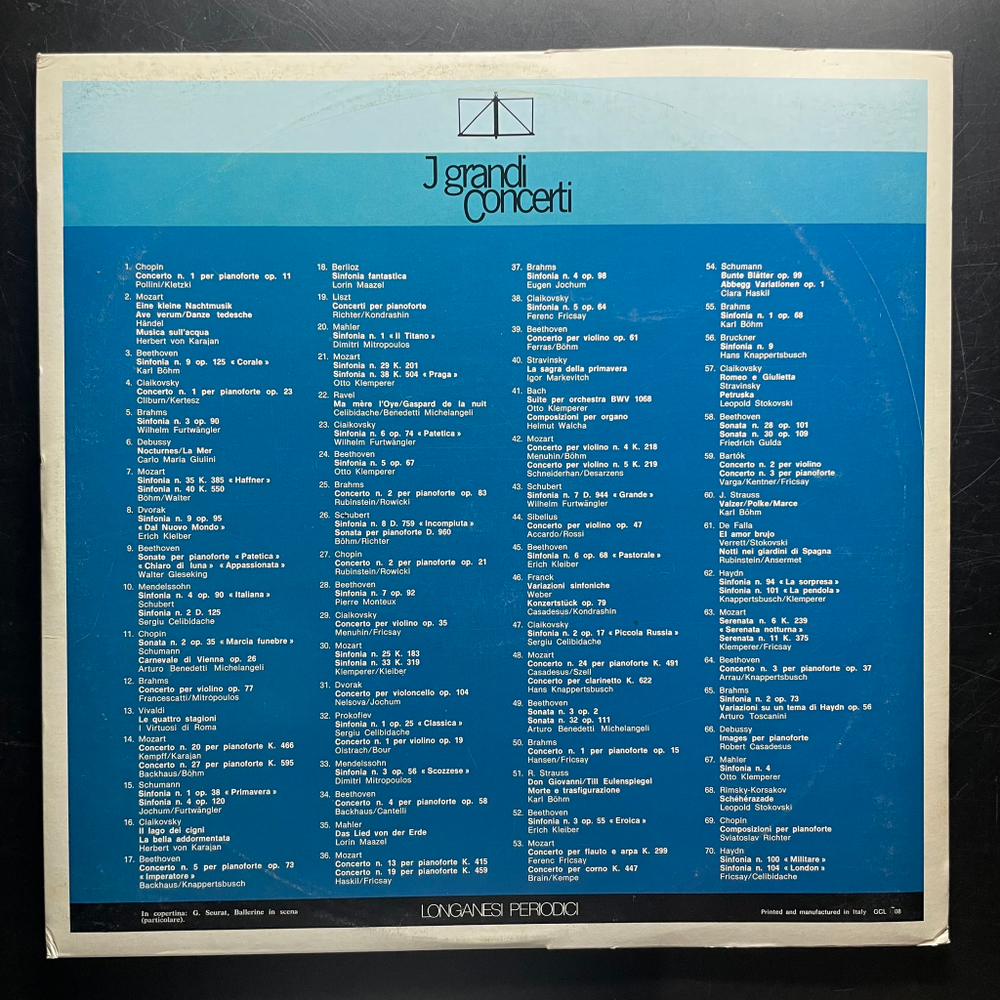 I grandi
Concerti
1. Chopin
Concerto n. 1 per pianoforte op. 11
Pollini/Kletzki
2. Mozart
Eine kleine Nachtmusik
Ave verum/Danze tedesche
Händel
Musica sull'acqua
Herbert von Karajan
3. Beethoven
Sinfonia n. 9 op. 125 « Corale »
Karl Böhm
4. Ciaikovsky
Concerto n. 1 per pianoforte op. 23
Cliburn/Kertesz
5. Brahms
Sinfonia n. 3 op. 90
Wilhelm Furtwängler
6. Debussy
Nocturnes/La Mer
Carlo Maria Giulini
7. Mozart
Sinfonia n. 35 K. 385 « Haffner »
Sinfonia n. 40 K. 550
Böhm/Walter
8. Dvorak
Sinfonia n. 9 op. 95
« Dal Nuovo Mondo »
Erich Kleiber
9. Beethoven
Sonate per pianoforte « Patetica »
« Chiaro di luna » « Appassionata »
Walter Gieseking
10. Mendelssohn
Sinfonia n. 4 op. 90 « Italiana »
Schubert
Sinfonia n. 2 D. 125
Sergiu Celibidache
11. Chopin
Sonata n. 2 op. 35 « Marcia funebre »
Schumann
Carnevale di Vienna op. 26
Arturo Benedetti Michelangeli
12. Brahms
Concerto per violino op. 77
Francescatti/Mitropoulos
13. Vivaldi
Le quattro stagioni
I Virtuosi di Roma
14. Mozart
Concerto n. 20 per pianoforte K. 466
Kempff/Karajan
Concerto n. 27 per pianoforte K. 595
Backhaus/Böhm
15. Schumann
Sinfonia n. 1 op. 38 « Primavera »
Sinfonia n. 4 op. 120
Jochum/Furtwängler
16. Ciaikovsky
Il lago dei cigni
La bella addormentata
Herbert von Karajan
17. Beethoven
Concerto n. 5 per pianoforte op. 73
« Imperatore »
Backhaus/Knappertsbusch
18. Berlioz
Sinfonia fantastica
Lorin Maazel
19. Liszt
Concerti per pianoforte
Richter/Kondrashin
20. Mahler
Sinfonia n. 1 « Il Titano »
Dimitri Mitropoulos
21. Mozart
Sinfonia n. 29 K. 201
Sinfonia n. 38 K. 504 « Praga »
Otto Klemperer
22. Ravel
Ma mère l'Oye/Gaspard de la nuit
Celibidache/Benedetti Michelangeli
23. Ciaikovsky
Sinfonia n. 6 op. 74 « Patetica »
Wilhelm Furtwängler
24. Beethoven
Sinfonia n. 5 op. 67
Otto Klemperer
25. Brahms
Concerto n. 2 per pianoforte op. 83
Rubinstein/Rowicki
26. Schubert
Sinfonia n. 8 D. 759 « Incompiuta »
Sonata per pianoforte D. 960
Böhm/Richter
27. Chopin
Concerto n. 2 per pianoforte op. 21
Rubinstein/Rowicki
28. Beethoven
Sinfonia n. 7 op. 92
Pierre Monteux
29. Ciaikovsky
Concerto per violino op. 35
Menuhin/Fricsay
30. Mozart
Sinfonia n. 25 K. 183
Sinfonia n. 33 K. 319
Klemperer/Kleiber
31. Dvorak
Concerto per violoncello op. 104
Nelsova/Jochum
32. Prokofiev
Sinfonia n. 1 op. 25 « Classica »
Sergiu Celibidache
Concerto n. 1 per violino op. 19
Oistrach/Bour
33. Mendelssohn
Sinfonia n. 3 op. 56 « Scozzese »
Dimitri Mitropoulos
34. Beethoven
Concerto n. 4 per pianoforte op. 58
Backhaus/Cantelli
35. Mahler
Das Lied von der Erde
Lorin Maazel
36. Mozart
Concerto n. 13 per pianoforte K. 415
Concerto n. 19 per pianoforte K. 459
Haskil/Fricsay
37. Brahms
Sinfonia n. 4 op. 98
Eugen Jochum
38. Ciaikovsky
Sinfonia n. 5 op. 64
Ferenc Fricsay
39. Beethoven
Concerto per violino op. 61
Ferras/Böhm
40. Stravinsky
La sagra della primavera
Igor Markevitch
41. Bach
Suite per orchestra BWV 1068
Otto Klemperer
Composizioni per organo
Helmut Walcha
42. Mozart
Concerto per violino n. 4 K. 218
Menuhin/Böhm
Concerto per violino n. 5 K. 219
Schneiderhan/Desarzens
43. Schubert
Sinfonia n. 7 D. 944 « Grande »
Wilhelm Furtwängler
44. Sibelius
Concerto per violino op. 47
Accardo/Rossi
45. Beethoven
Sinfonia n. 6 op. 68 « Pastorale »
Erich Kleiber
46. Franck
Variazioni sinfoniche
Weber
Konzertstück op. 79
Casadesus/Kondrashin
47. Ciaikovsky
Sinfonia n. 2 op. 17 « Piccola Russia »
Sergiu Celibidache
48. Mozart
Concerto n. 24 per pianoforte K. 491
Casadesus/Szell
Concerto per clarinetto K. 622
Hans Knappertsbusch
49. Beethoven
Sonata n. 3 op. 2
Sonata n. 32 op. 111
Arturo Benedetti Michelangeli
50. Brahms
Concerto n. 1 per pianoforte op. 15
Hansen/Fricsay
51. R. Strauss
Don Giovanni/Till Eulenspiegel
Morte e trasfigurazione
Karl Böhm
52. Beethoven
Sinfonia n. 3 op. 55 « Eroica »
Erich Kleiber
53. Mozart
Concerto per flauto e arpa K. 299
Ferenc Fricsay
Concerto per corno K. 447
Brain/Kempe
54. Schumann
Bunte Blätter op. 99
Abbegg Variationen op. 1
Clara Haskil
55. Brahms
Sinfonia n. 1 op. 68
Karl Böhm
56. Bruckner
Sinfonia n. 9
Hans Knappertsbusch
57. Ciaikovsky
Romeo e Giulietta
Stravinsky
Petruska
Leopold Stokovski
58. Beethoven
Sonata n. 28 op. 101
Sonata n. 30 op. 109
Friedrich Gulda
59. Bartók
Concerto n. 2 per violino
Concerto n. 3 per pianoforte
Varga/Kentner/Fricsay
60. J. Strauss
Valzer/Polke/Marce
Karl Böhm
61. De Falla
El amor brujo
Verrett/Stokovski
Notti nei giardini di Spagna
Rubinstein/Ansermet
62. Haydn
Sinfonia n. 94 « La sorpresa »
Sinfonia n. 101 « La pendola »
Knappertsbusch/Klemperer
63. Mozart
Serenata n. 6 K. 239
« Serenata notturna »
Serenata n. 11 K. 375
Klemperer/Fricsay
64. Beethoven
Concerto n. 3 per pianoforte op. 37
Arrau/Knappertsbusch
65. Brahms
Sinfonia n. 2 op. 73
Variazioni su un tema di Haydn op. 56
Arturo Toscanini
66. Debussy
Images per pianoforte
Robert Casadesus
67. Mahler
Sinfonia n. 4
Otto Klemperer
68. Rimsky-Korsakov
Schéhérazade
Leopold Stokovski
69. Chopin
Composizioni per pianoforte
Sviatoslav Richter
70. Haydn
Sinfonia n. 100 « Militare »
Sinfonia n. 104 « London »
Fricsay/Celibidache
In copertina: G. Seurat, Ballerine in scena
(particolare).
LONGANESI PERIODICI
Printed and manufactured in Italy GCL 08